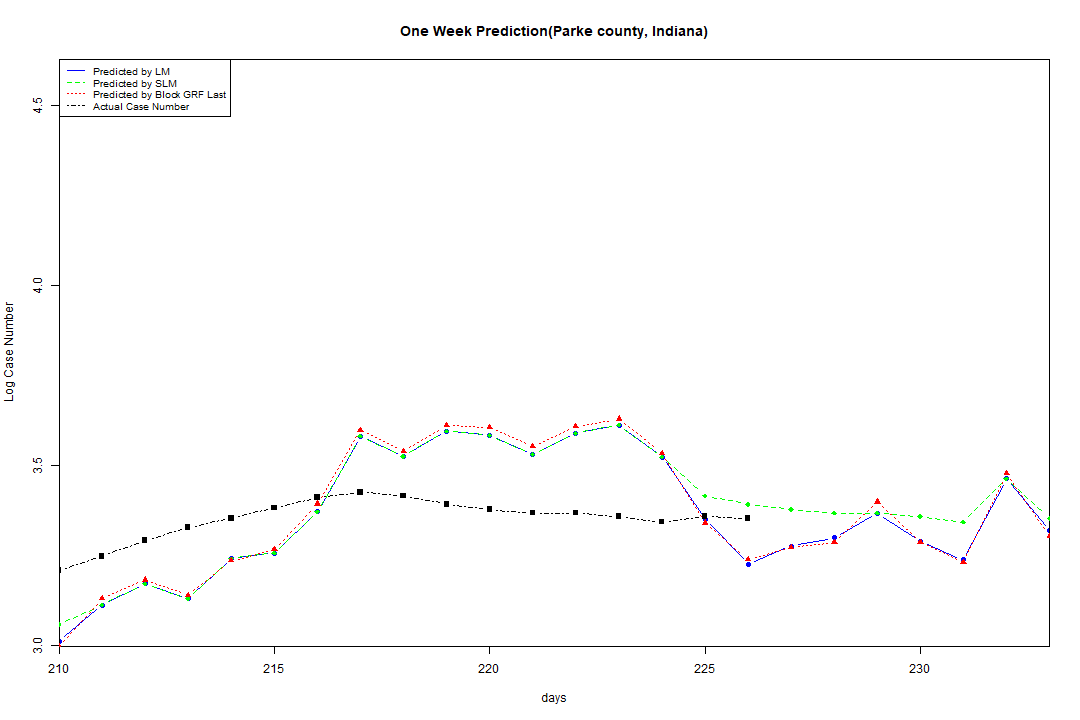 One Week Prediction(Parke county, Indiana)
Predicted by LM
Predicted by SLM
Predicted by Block GRF Last
Actual Case Number
4.5
4.0
3.5
3.0
Log Case Number
210 215 220 225 230
days